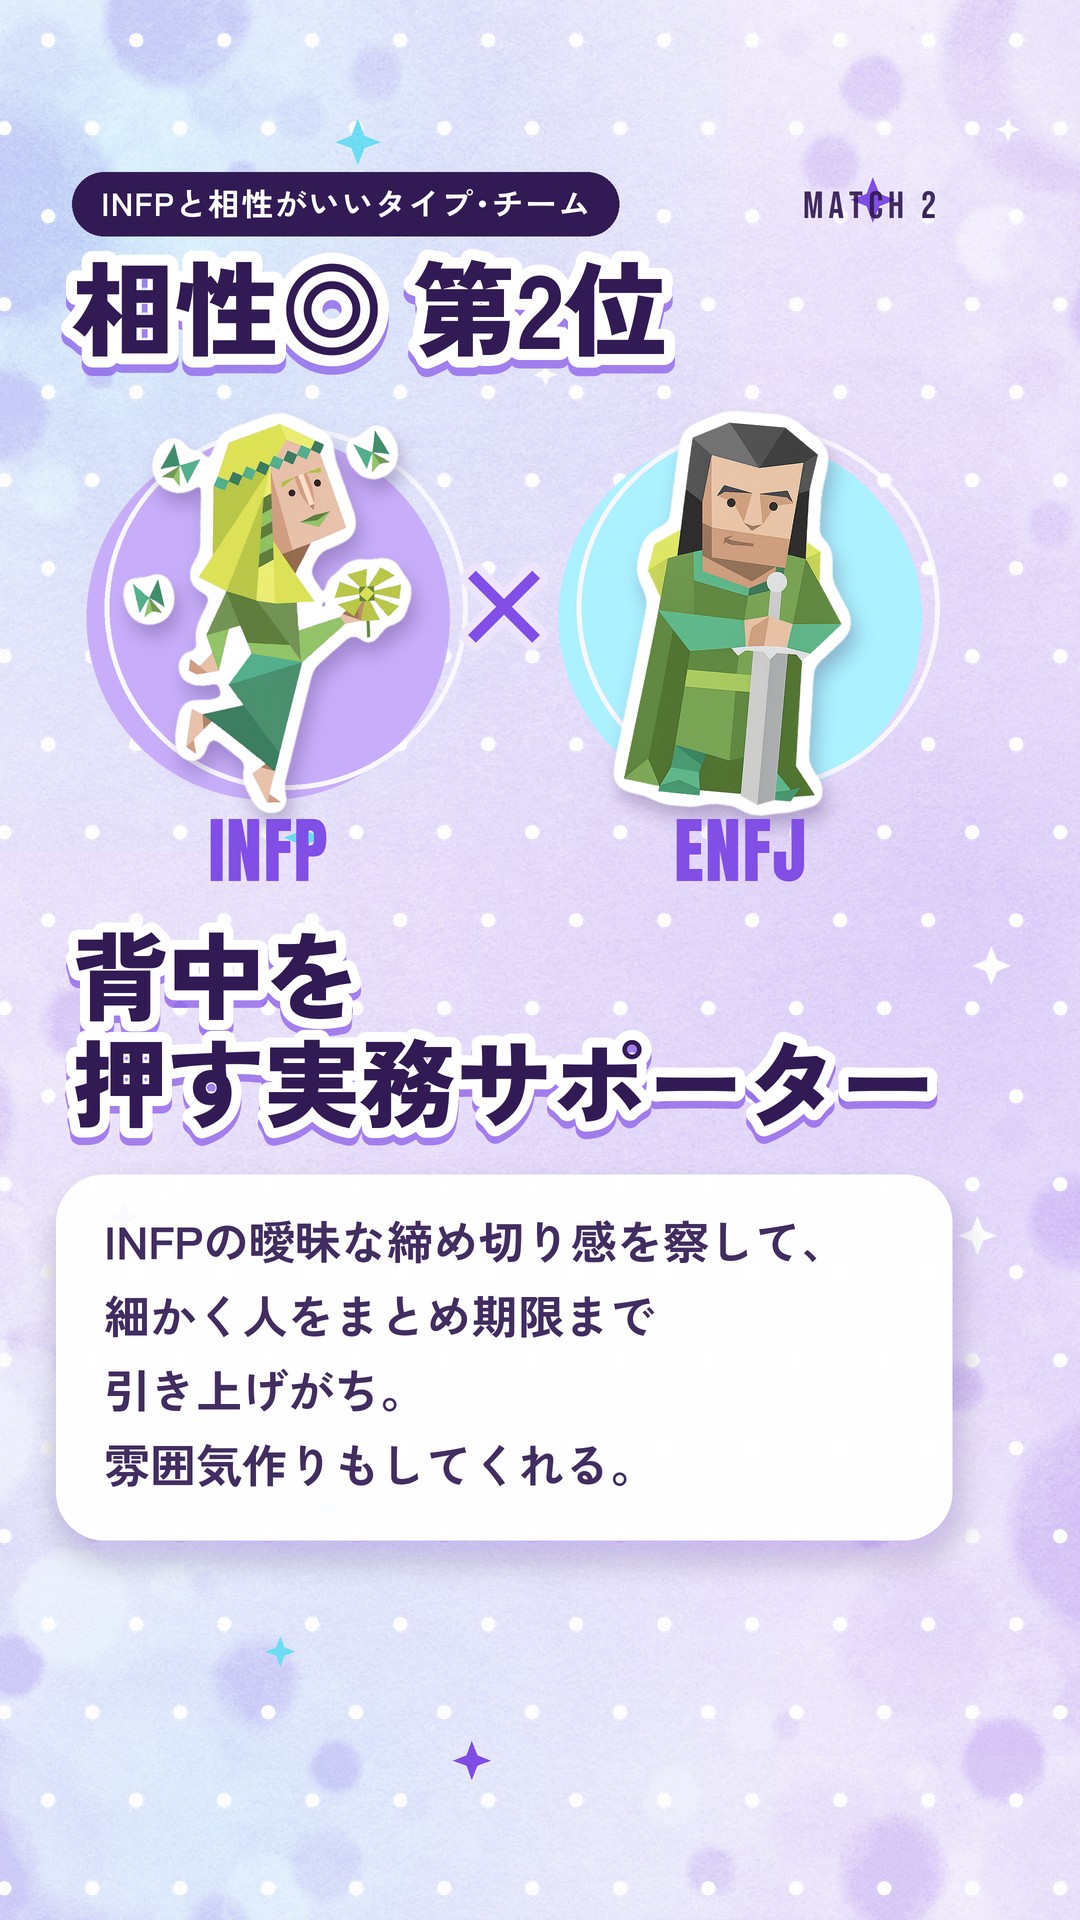 INFPと相性がいいタイプ・チーム
MATCH 2
相性◎ 第2位
×
INFP
ENFJ
背中を
押す実務サポーター
INFPの曖昧な締め切り感を察して、
細かく人をまとめ期限まで
引き上げがち。
雰囲気作りもしてくれる。